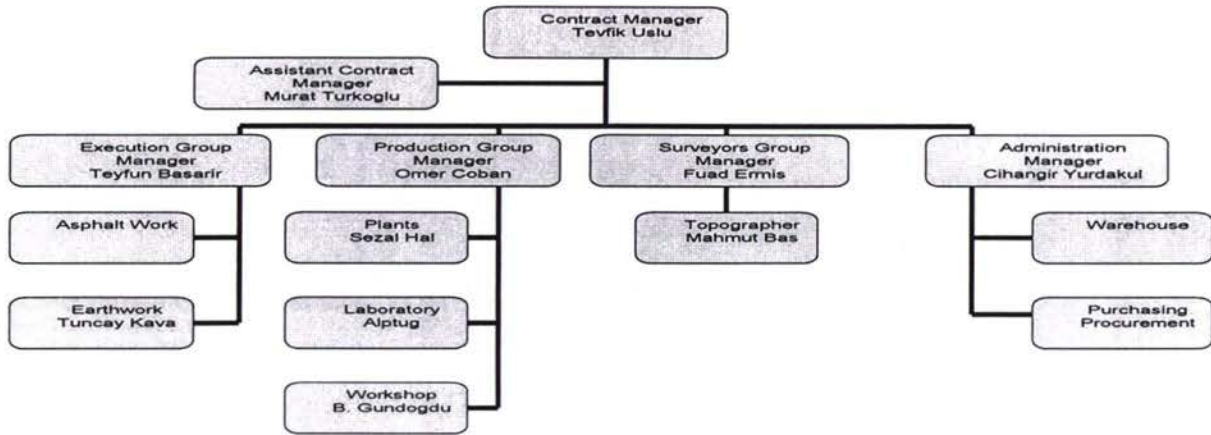 Contract Manager
Tevfik Uslu
Assistant Contract
Manager
Murat Turkoglu
Execution Group
Manager
Teyfun Basarir
Production Group
Manager
Omer Coban
Surveyors Group
Manager
Fuad Ermis
Administration
Manager
Cihangir Yurdakul
Asphalt Work
Plants
Sezal Hal
Topographer
Mahmut Bas
Warehouse
Earthwork
Tuncay Kava
Laboratory
Alptug
Purchasing
Procurement
Workshop
B. Gundogdu